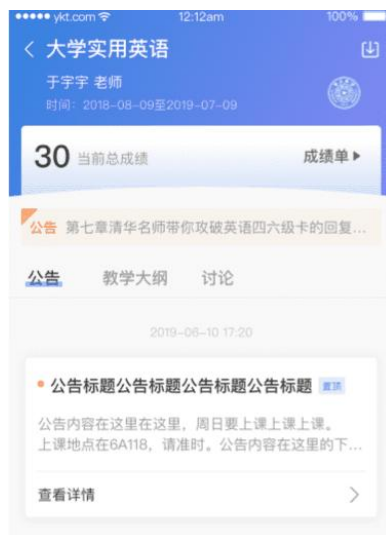 ykt.com 12:12am 100%
大学实用英语
于宇宇 老师
时间：2018-08-09至2019-07-09
30 当前总成绩 成绩单
公告 第七章清华名师带你攻破英语四六级卡的回复...
公告 教学大纲 讨论
2019-06-10 17:20
公告标题公告标题公告标题公告标题 置顶
公告内容在这里在这里，周日要上课上课上课。
上课地点在6A118，请准时。公告内容在这里的下...
查看详情